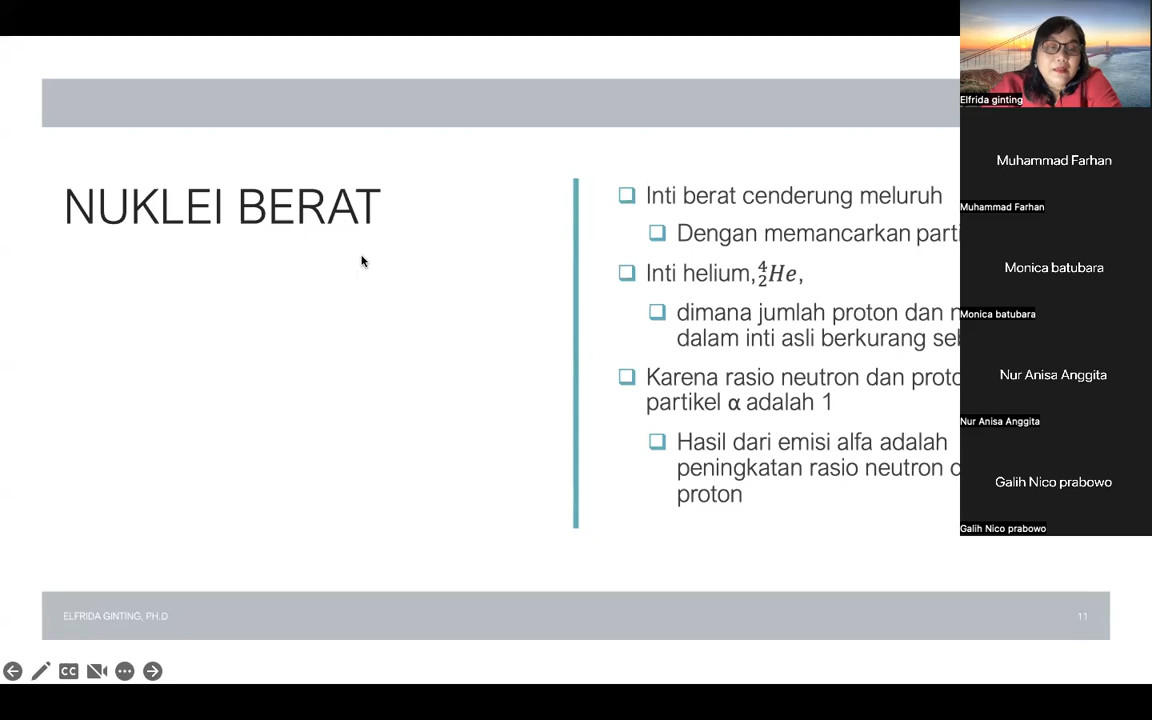 NUKLEI BERAT
❑ Inti berat cenderung meluruh
❑ Dengan memancarkan
❑ Inti helium, ⁴₂He,
❑ dimana jumlah proton dan
dalam inti asli berkurang
❑ Karena rasio neutron dan
partikel α adalah 1
❑ Hasil dari emisi alfa adalah
peningkatan rasio neutron
proton
ELFRIDA GINTING, PH.D
11
CC
Elfrida ginting
Muhammad Farhan
Muhammad Farhan
Monica batubara
Monica batubara
Nur Anisa Anggita
Nur Anisa Anggita
Galih Nico prabowo
Galih Nico prabowo